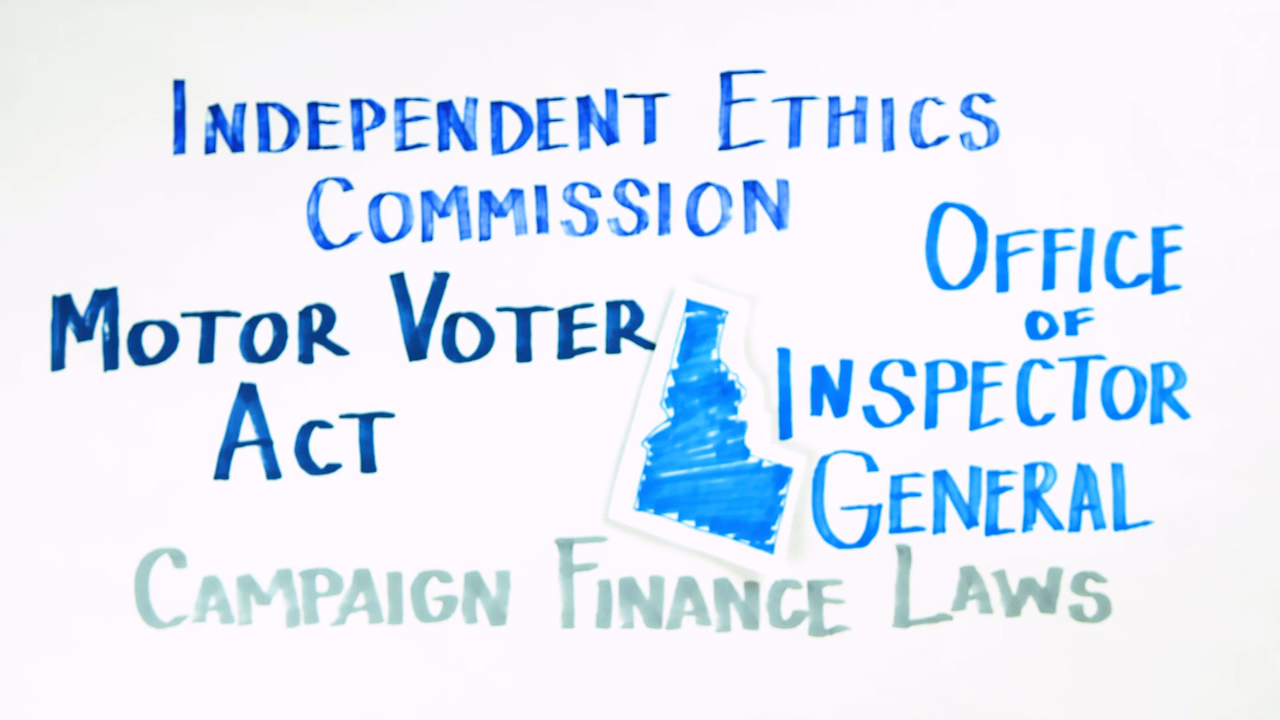 INDEPENDENT ETHICS
COMMISSION
MOTOR VOTER
ACT
OFFICE
OF
INSPECTOR
GENERAL
CAMPAIGN FINANCE LAWS